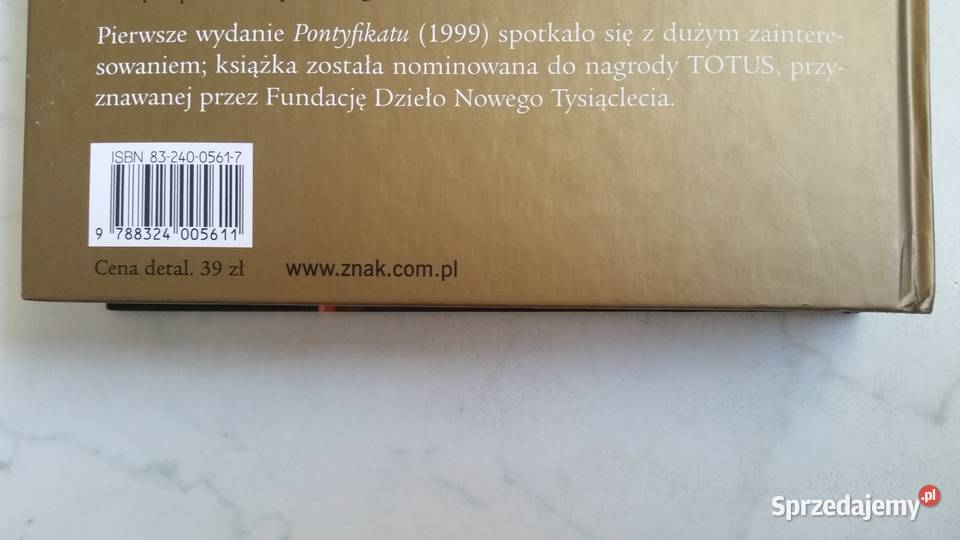 Pierwsze wydanie Pontyfikatu (1999) spotkało się z dużym zaintere-
sowaniem; książka została nominowana do nagrody TOTUS, przy-
znawanej przez Fundację Dzieło Nowego Tysiąclecia.
ISBN 83-240-0561-7
9 788324 005611
Cena detal. 39 zł
www.znak.com.pl
Sprzedajemy.pl